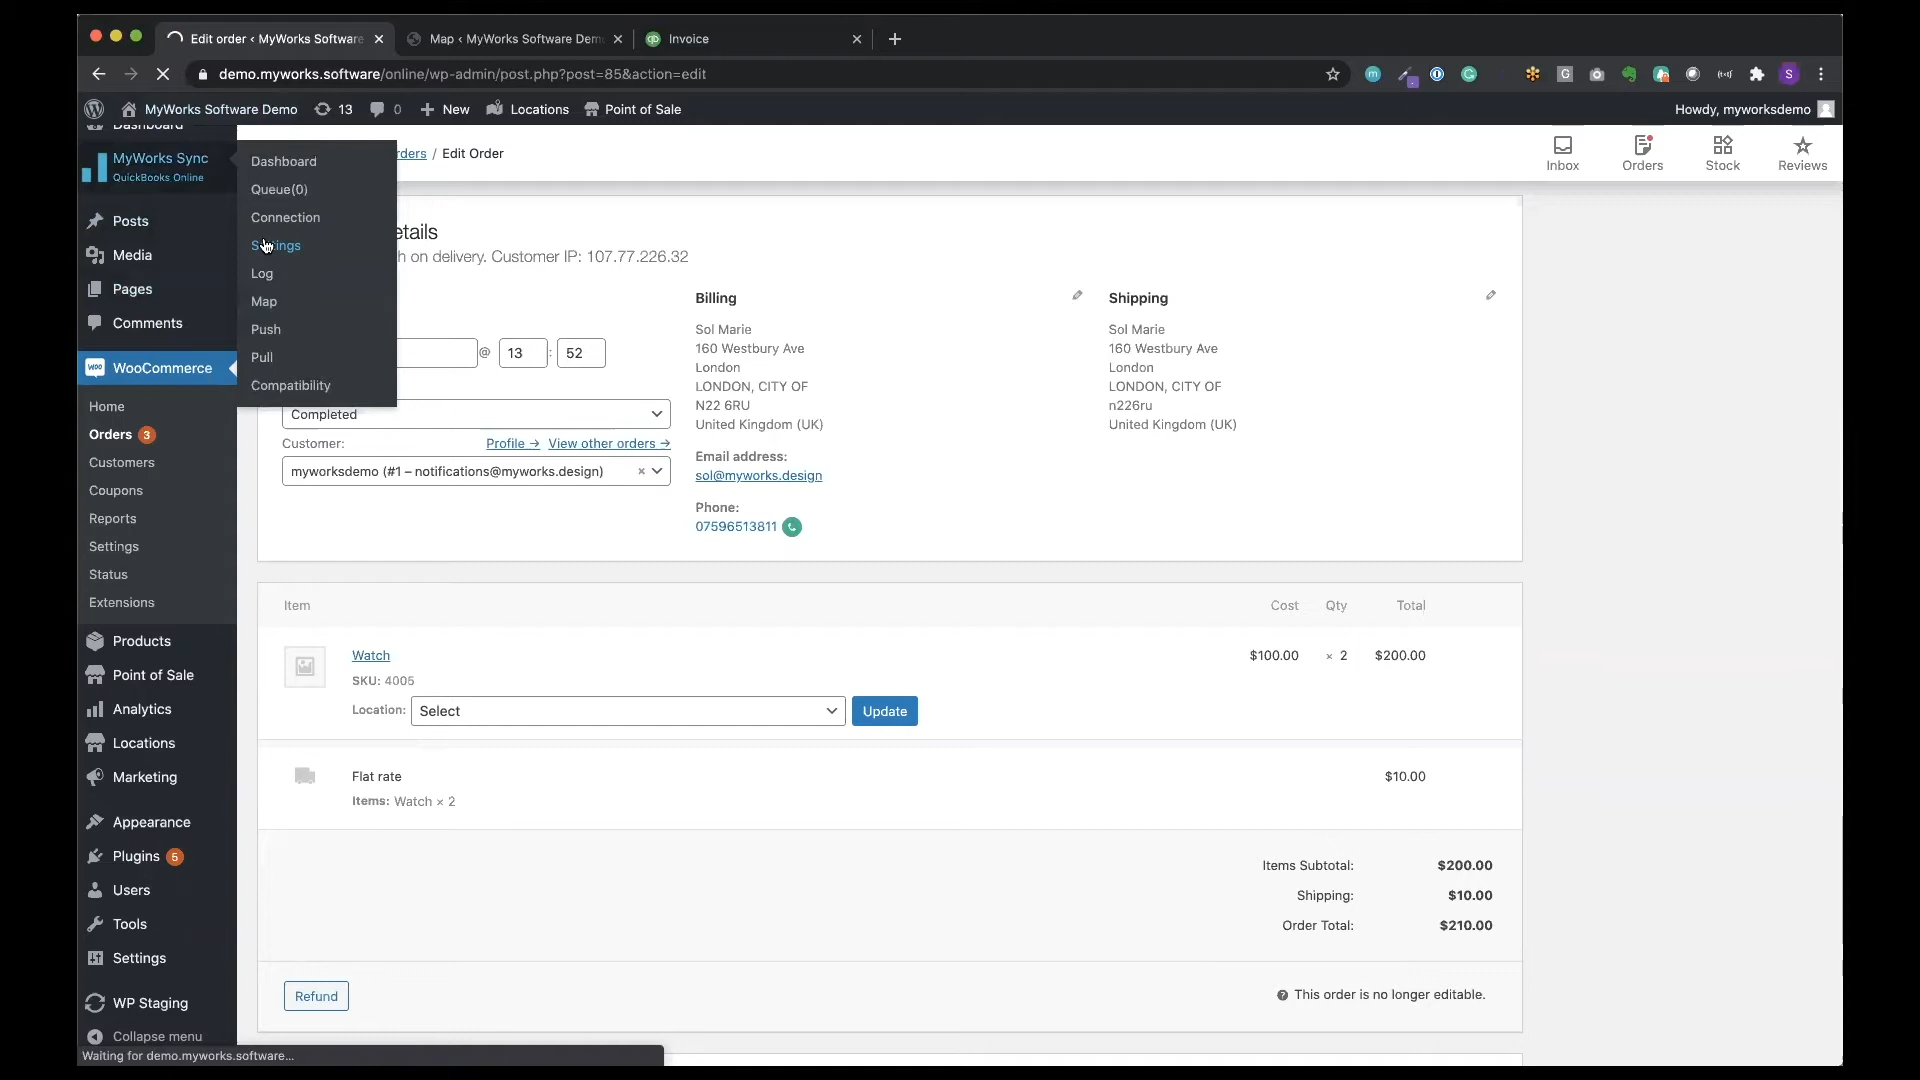 Edit order ‹ MyWorks Software
Map ‹ MyWorks Software Dem
Invoice
demo.myworks.software/online/wp-admin/post.php?post=85&action=edit
MyWorks Software Demo
13
0
New
Locations
Point of Sale
Howdy, myworksdemo
Dashboard
MyWorks Sync
QuickBooks Online
Posts
Media
Pages
Comments
WooCommerce
Home
Orders 3
Customers
Coupons
Reports
Settings
Status
Extensions
Products
Point of Sale
Analytics
Locations
Marketing
Appearance
Plugins 5
Users
Tools
Settings
WP Staging
Collapse menu
Waiting for demo.myworks.software...
Dashboard
Queue(0)
Connection
Settings
Log
Map
Push
Pull
Compatibility
rders / Edit Order
Inbox
Orders
Stock
Reviews
etails
h on delivery. Customer IP: 107.77.226.32
@ 13 : 52
Completed
Customer:
Profile →
View other orders →
myworksdemo (#1 – notifications@myworks.design)
×
Billing
Sol Marie
160 Westbury Ave
London
LONDON, CITY OF
N22 6RU
United Kingdom (UK)
Email address:
sol@myworks.design
Phone:
07596513811
Shipping
Sol Marie
160 Westbury Ave
London
LONDON, CITY OF
n226ru
United Kingdom (UK)
Item
Cost
Qty
Total
Watch
$100.00
× 2
$200.00
SKU: 4005
Location:
Select
Update
Flat rate
$10.00
Items: Watch × 2
Items Subtotal: $200.00
Shipping: $10.00
Order Total: $210.00
Refund
This order is no longer editable.